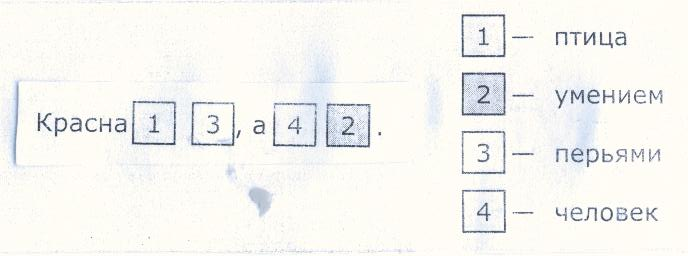 Красна 1 3, а 4 2.
1 — птица
2 — умением
3 — перьями
4 — человек